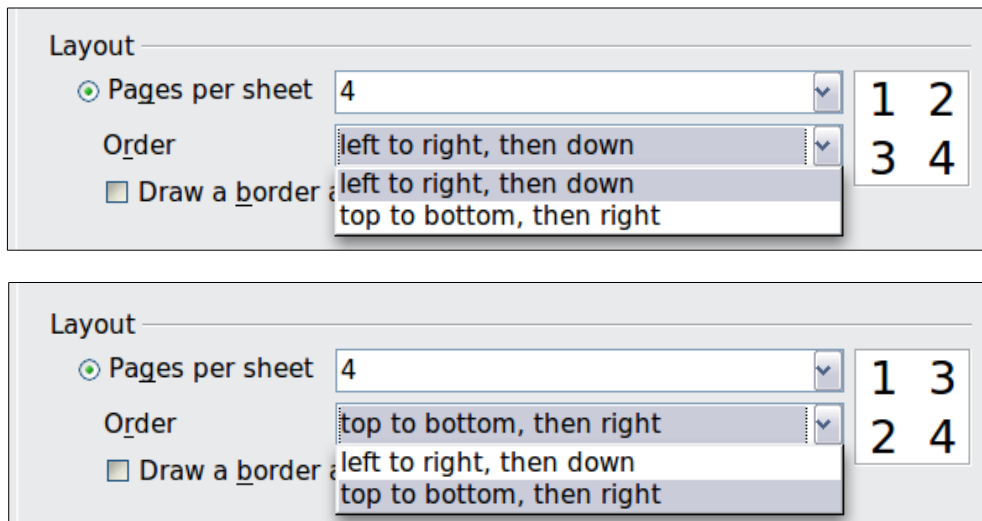 Layout
Pages per sheet 4
1 2
Order left to right, then down
3 4
Draw a border
left to right, then down
top to bottom, then right
Layout
Pages per sheet 4
1 3
Order top to bottom, then right
2 4
Draw a border
left to right, then down
top to bottom, then right